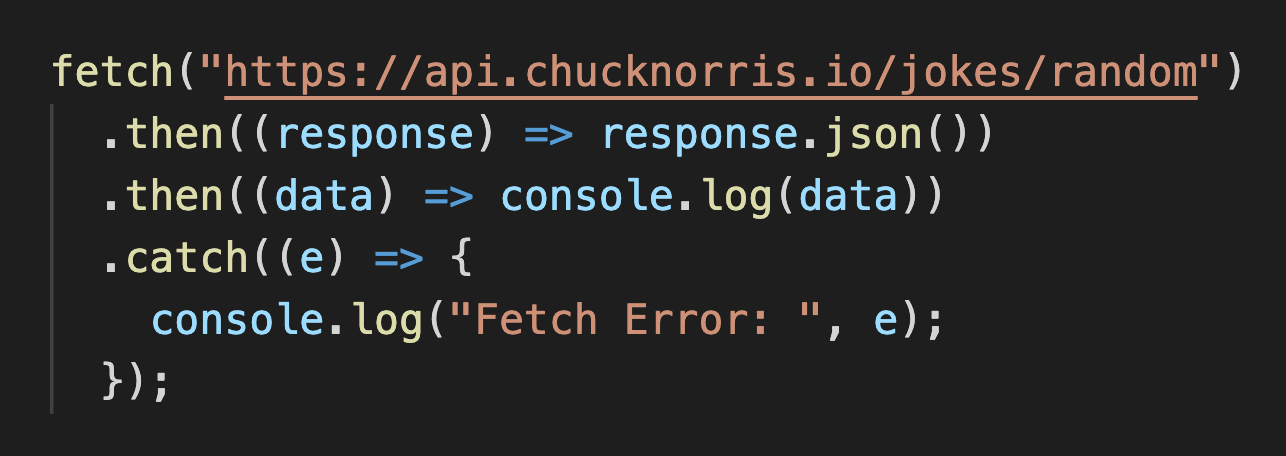 fetch("https://api.chucknorris.io/jokes/random")
  .then((response) => response.json())
  .then((data) => console.log(data))
  .catch((e) => {
    console.log("Fetch Error: ", e);
  });